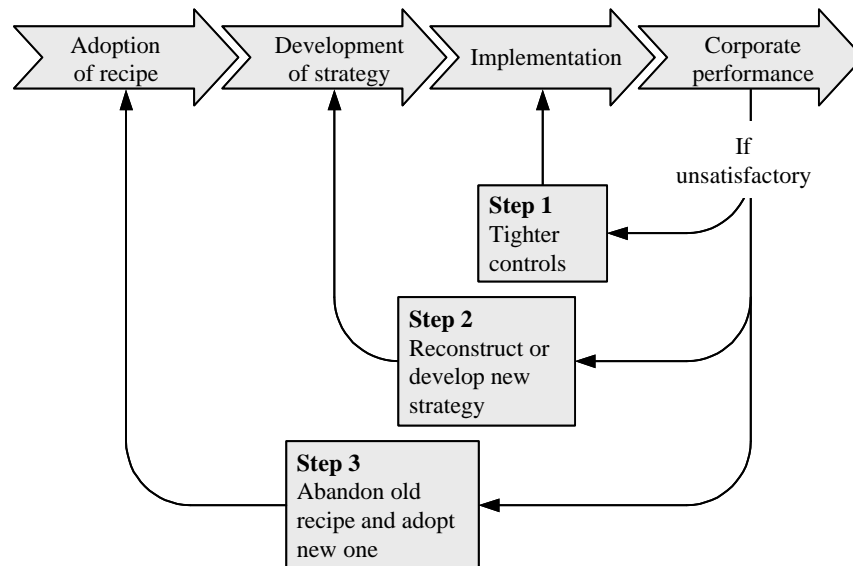 Adoption
of recipe
Development
of strategy
Implementation
Corporate
performance
If
unsatisfactory
Step 1
Tighter
controls
Step 2
Reconstruct or
develop new
strategy
Step 3
Abandon old
recipe and adopt
new one